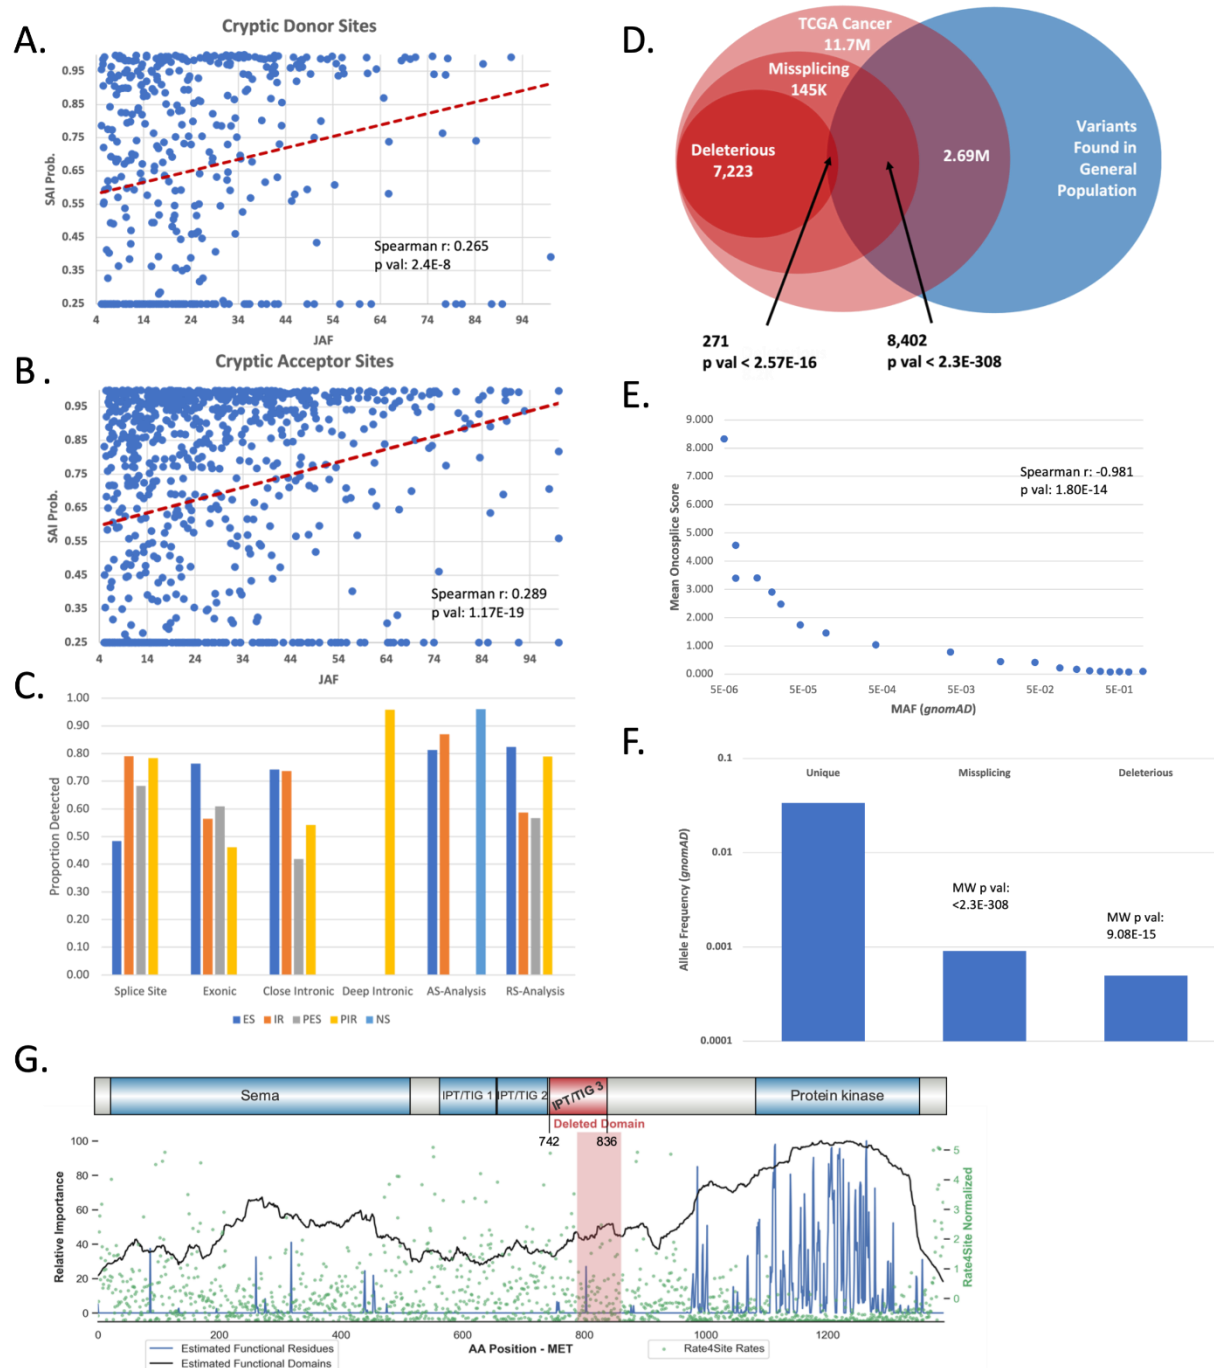 A.
Cryptic Donor Sites
0.95
0.85
0.75
0.65
0.55
0.45
0.35
0.25
SAI Prob.
Spearman r: 0.265
p val: 2.4E-8
4 14 24 34 44 54 64 74 84 94
JAF
B.
Cryptic Acceptor Sites
0.95
0.85
0.75
0.65
0.55
0.45
0.35
0.25
SAI Prob.
Spearman r: 0.289
p val: 1.17E-19
4 14 24 34 44 54 64 74 84 94
JAF
C.
1.00
0.90
0.80
0.70
0.60
0.50
0.40
0.30
0.20
0.10
0.00
Proportion Detected
Splice Site Exonic Close Intronic Deep Intronic AS-Analysis RS-Analysis
ES IR PES PIR NS
D.
TCGA Cancer
11.7M
Missplicing
145K
Deleterious
7,223
2.69M
Variants
Found in
General
Population
271
p val < 2.57E-16
8,402
p val < 2.3E-308
E.
9.000
8.000
7.000
6.000
5.000
4.000
3.000
2.000
1.000
0.000
Mean Oncosplice Score
Spearman r: -0.981
p val: 1.80E-14
5E-06 5E-05 5E-04 5E-03 5E-02 5E-01
MAF (gnomAD)
F.
0.1
0.01
0.001
0.0001
Allele Frequency (gnomAD)
Unique Missplicing Deleterious
MW p val:
<2.3E-308
MW p val:
9.08E-15
G.
Sema IPT/TIG 1 IPT/TIG 2 IPT/TIG 3 Protein kinase
Deleted Domain
742 836
100
80
60
40
20
0
Relative Importance
5
4
3
2
1
0
Rate4Site Normalized
0 200 400 600 800 1000 1200
AA Position - MET
Estimated Functional Residues
Estimated Functional Domains
Rate4Site Rates